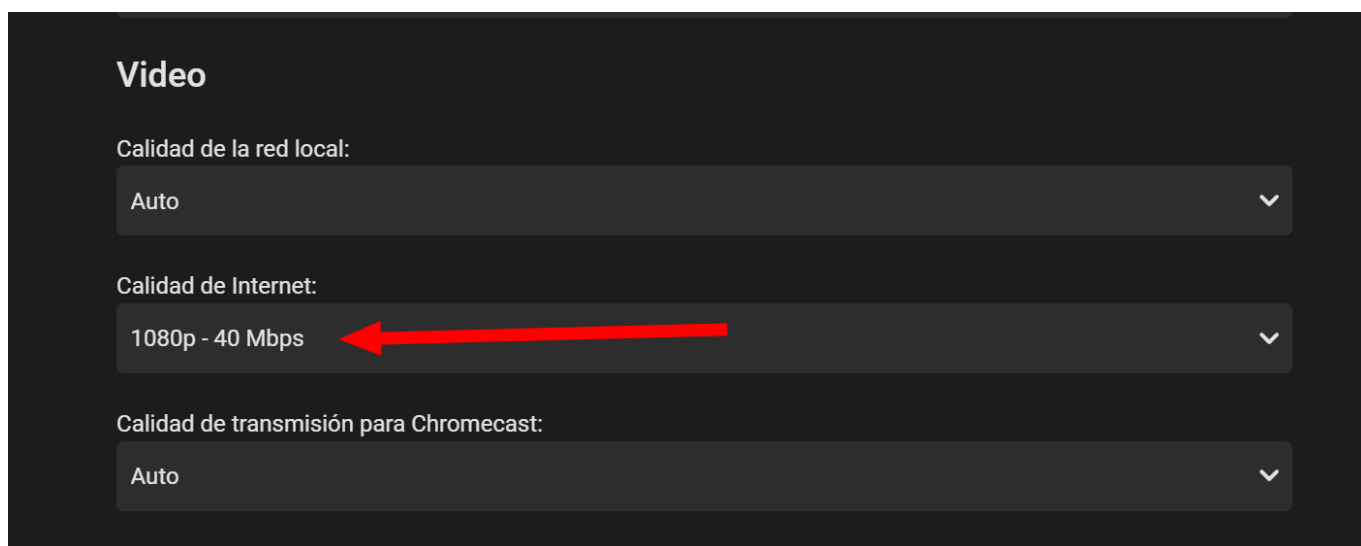 Video
Calidad de la red local:
Auto
Calidad de Internet:
1080p - 40 Mbps
Calidad de transmisión para Chromecast:
Auto